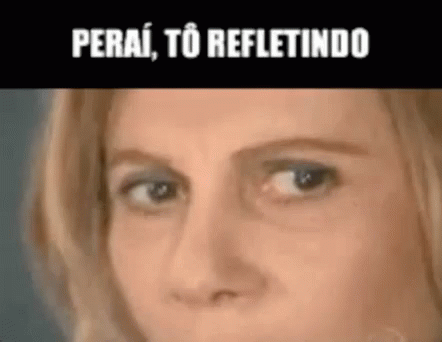 PERAÍ, TÔ REFLETINDO